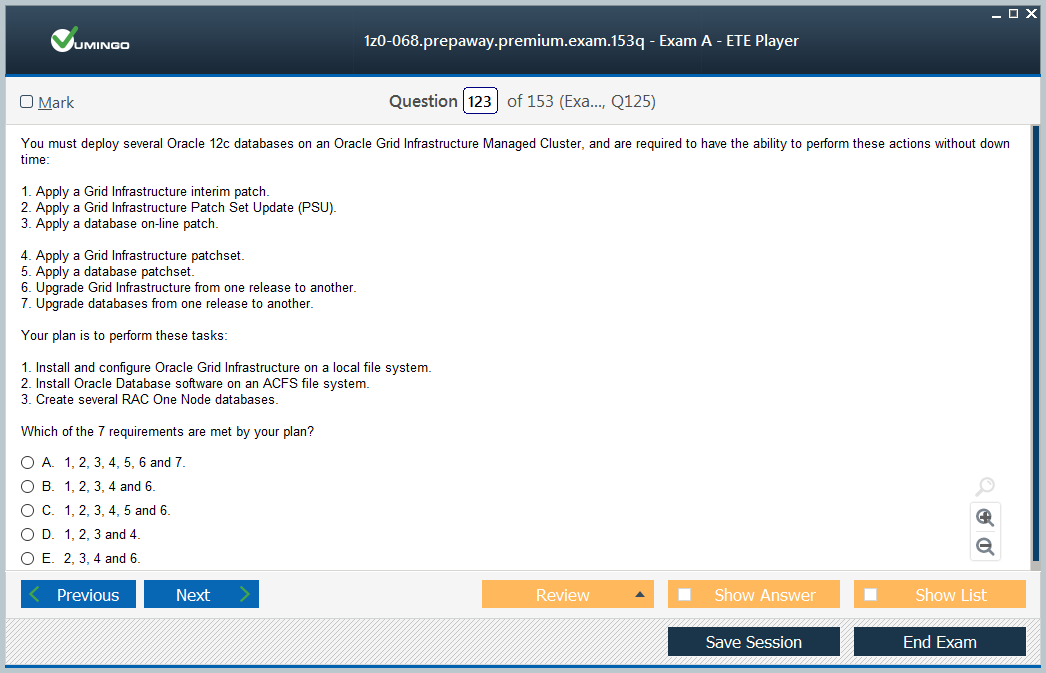 VUMINGO
1z0-068.prepaway.premium.exam.153q - Exam A - ETE Player
Mark
Question 123 of 153 (Exa..., Q125)
You must deploy several Oracle 12c databases on an Oracle Grid Infrastructure Managed Cluster, and are required to have the ability to perform these actions without down
time:
1. Apply a Grid Infrastructure interim patch.
2. Apply a Grid Infrastructure Patch Set Update (PSU).
3. Apply a database on-line patch.
4. Apply a Grid Infrastructure patchset.
5. Apply a database patchset.
6. Upgrade Grid Infrastructure from one release to another.
7. Upgrade databases from one release to another.
Your plan is to perform these tasks:
1. Install and configure Oracle Grid Infrastructure on a local file system.
2. Install Oracle Database software on an ACFS file system.
3. Create several RAC One Node databases.
Which of the 7 requirements are met by your plan?
A. 1, 2, 3, 4, 5, 6 and 7.
B. 1, 2, 3, 4 and 6.
C. 1, 2, 3, 4, 5 and 6.
D. 1, 2, 3 and 4.
E. 2, 3, 4 and 6.
Previous Next Review Show Answer Show List
Save Session End Exam